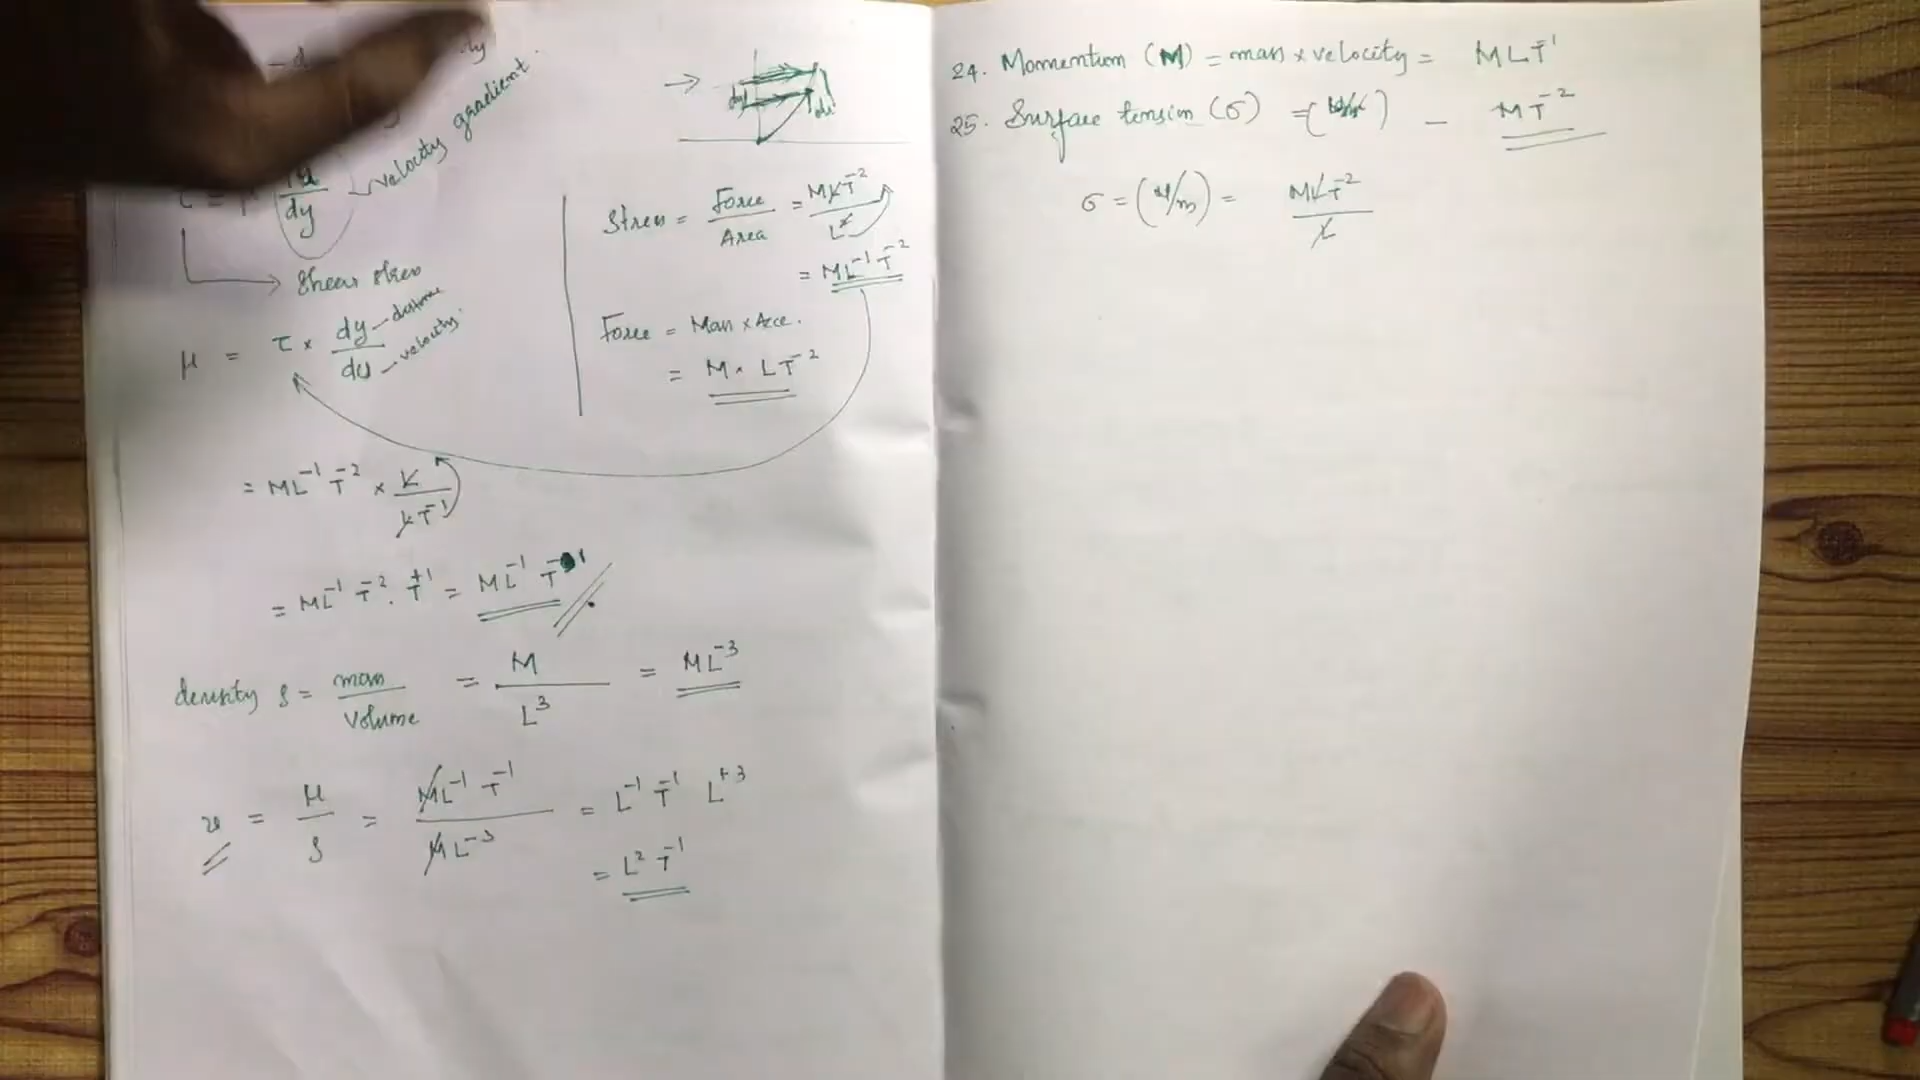 velocity gradient.
dy
du
du/dy
Shear stress
μ = τ × dy/du – distance – velocity.
Stress = Force/Area = MLT⁻²/L²
= ML⁻¹T⁻²
Force = Mass × Acce.
= M × LT⁻²
= ML⁻¹T⁻² × L/LT⁻¹
= ML⁻¹T⁻² . T⁺¹ = ML⁻¹T⁻¹
density ρ = mass/Volume = M/L³ = ML⁻³
ν = μ/ρ = ML⁻¹T⁻¹/ML⁻³ = L⁻¹T⁻¹ L⁺³
= L²T⁻¹
24. Momentum (M) = mass × velocity = MLT⁻¹
25. Surface tension (σ) = (N/m) – MT⁻²
σ = (N/m) = MLT⁻²/L